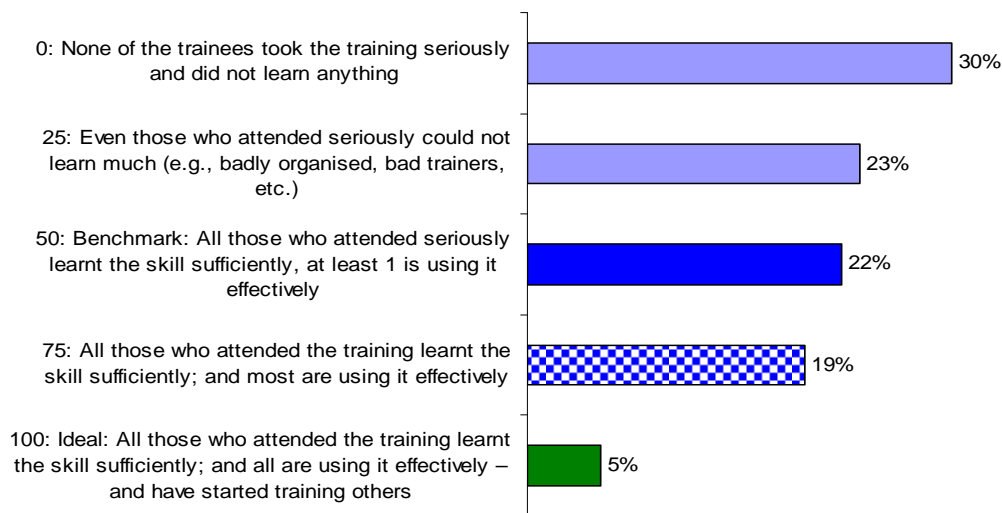 0: None of the trainees took the training seriously
and did not learn anything
30%
25: Even those who attended seriously could not
learn much (e.g., badly organised, bad trainers,
etc.)
23%
50: Benchmark: All those who attended seriously
learnt the skill sufficiently, at least 1 is using it
effectively
22%
75: All those who attended the training learnt the
skill sufficiently; and most are using it effectively
19%
100: Ideal: All those who attended the training learnt
the skill sufficiently; and all are using it effectively –
and have started training others
5%